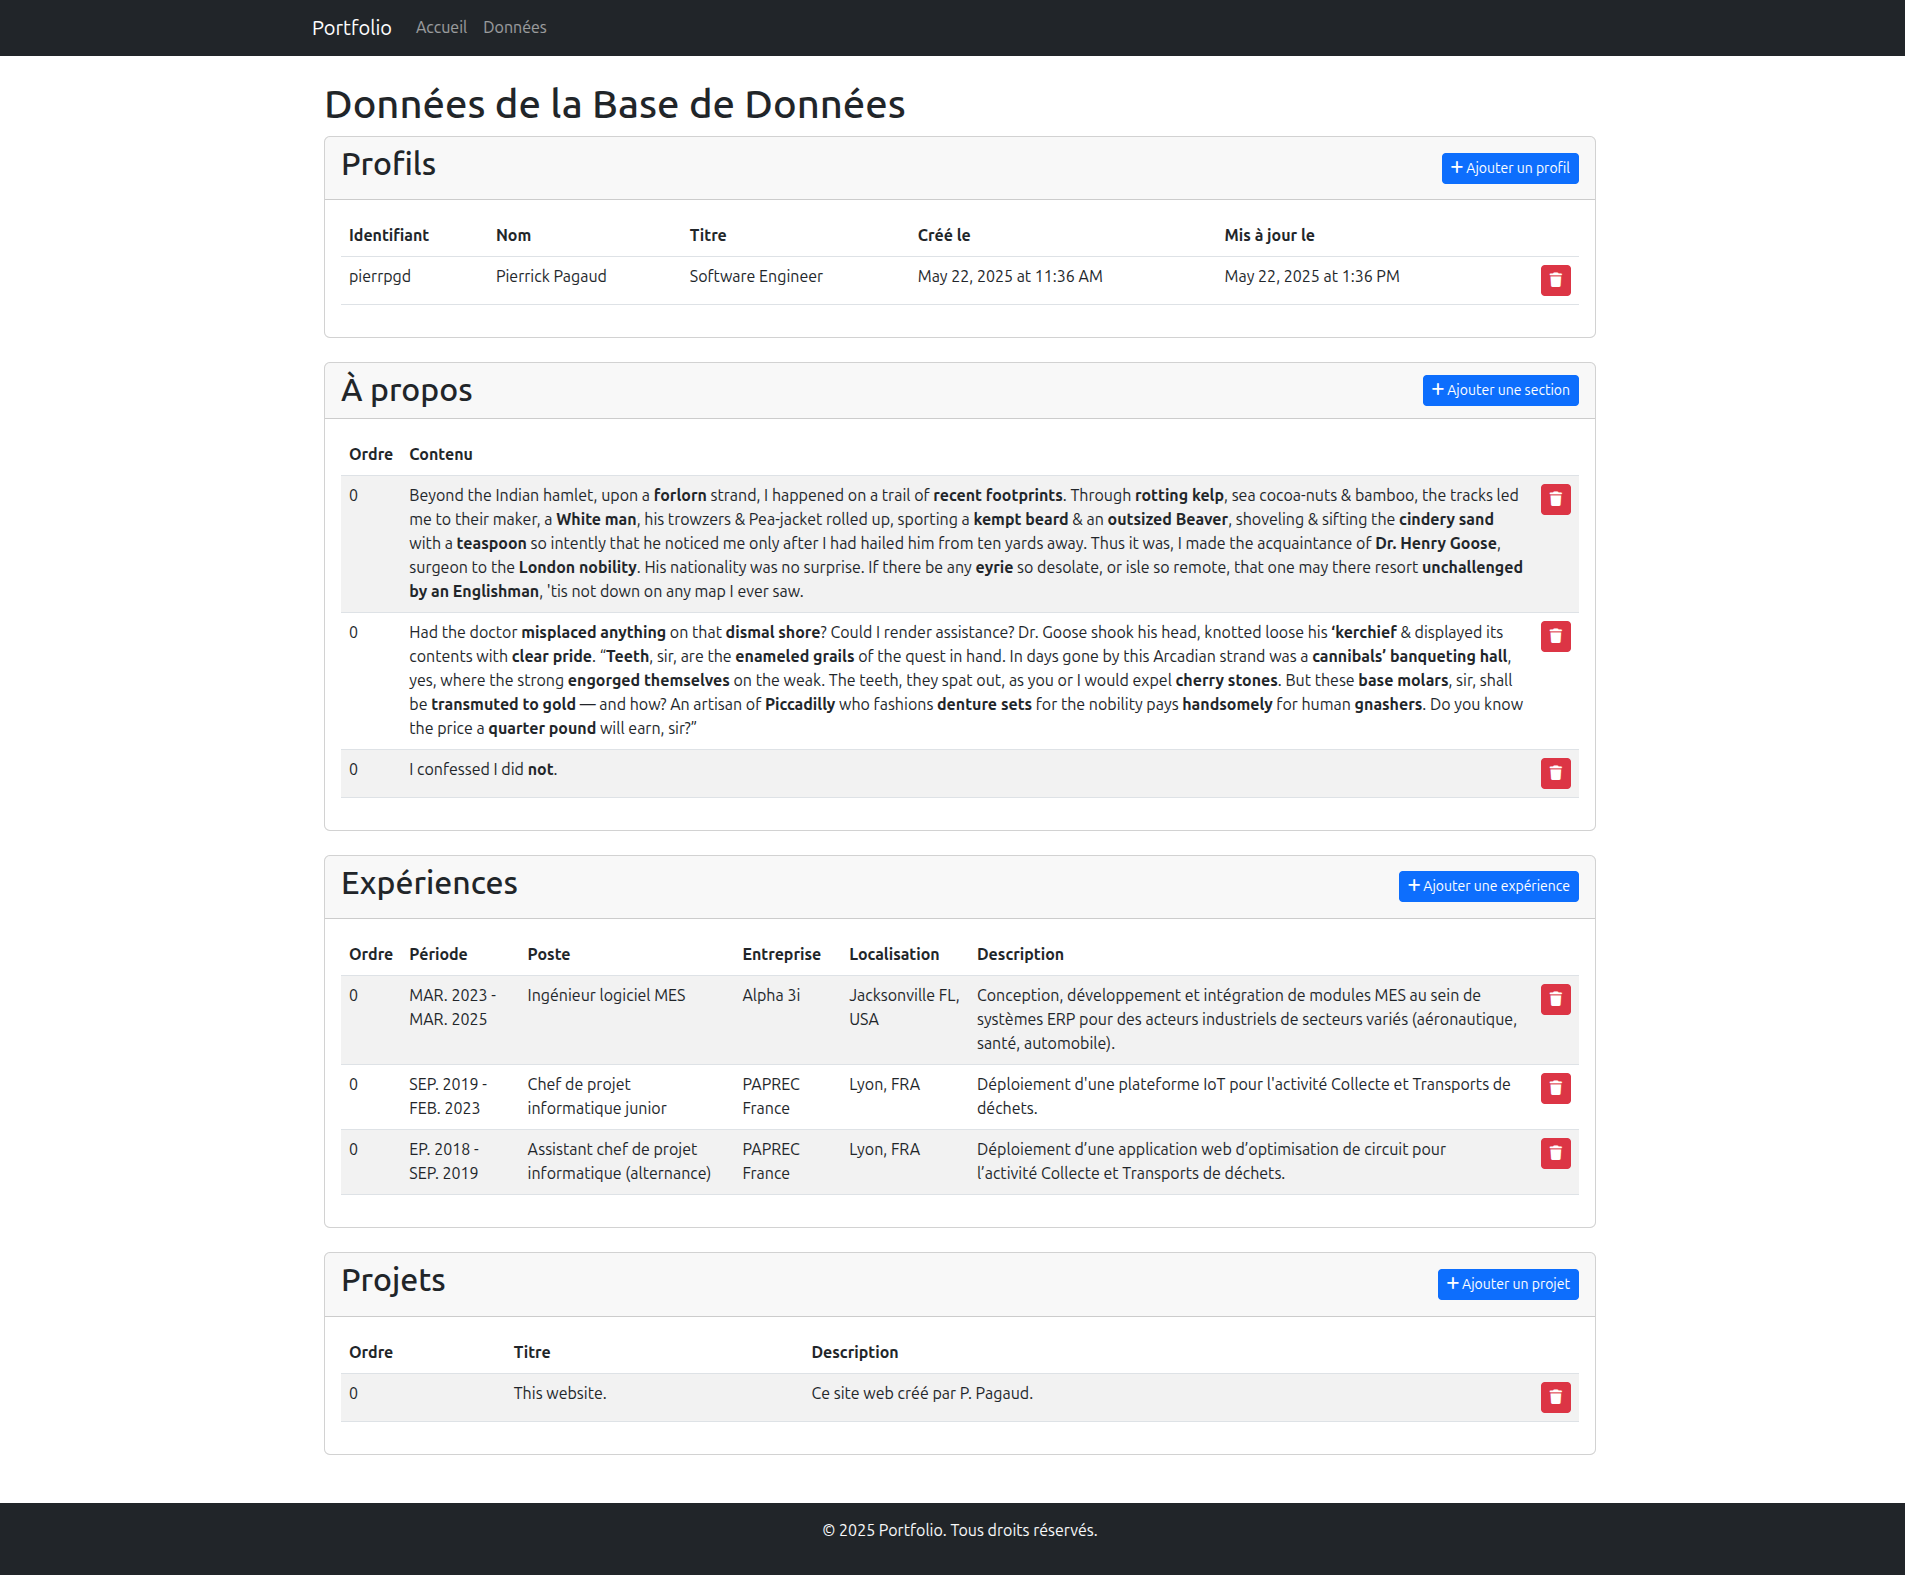 Portfolio Accueil Données
Données de la Base de Données
Profils
Ajouter un profil
Identifiant Nom Titre Créé le Mis à jour le
pierrpgd Pierrick Pagaud Software Engineer May 22, 2025 at 11:36 AM May 22, 2025 at 1:36 PM
À propos
Ajouter une section
Ordre Contenu
0 Beyond the Indian hamlet, upon a forlorn strand, I happened on a trail of recent footprints. Through rotting kelp, sea cocoa-nuts & bamboo, the tracks led
me to their maker, a White man, his trowzers & Pea-jacket rolled up, sporting a kempt beard & an outsized Beaver, shoveling & sifting the cindery sand
with a teaspoon so intently that he noticed me only after I had hailed him from ten yards away. Thus it was, I made the acquaintance of Dr. Henry Goose,
surgeon to the London nobility. His nationality was no surprise. If there be any eyrie so desolate, or isle so remote, that one may there resort unchallenged
by an Englishman, 'tis not down on any map I ever saw.
0 Had the doctor misplaced anything on that dismal shore? Could I render assistance? Dr. Goose shook his head, knotted loose his ‘kerchief & displayed its
contents with clear pride. “Teeth, sir, are the enameled grails of the quest in hand. In days gone by this Arcadian strand was a cannibals’ banqueting hall,
yes, where the strong engorged themselves on the weak. The teeth, they spat out, as you or I would expel cherry stones. But these base molars, sir, shall
be transmuted to gold — and how? An artisan of Piccadilly who fashions denture sets for the nobility pays handsomely for human gnashers. Do you know
the price a quarter pound will earn, sir?”
0 I confessed I did not.
Expériences
Ajouter une expérience
Ordre Période Poste Entreprise Localisation Description
0 MAR. 2023 - Ingénieur logiciel MES Alpha 3i Jacksonville FL, Conception, développement et intégration de modules MES au sein de
MAR. 2025 USA systèmes ERP pour des acteurs industriels de secteurs variés (aéronautique,
santé, automobile).
0 SEP. 2019 - Chef de projet PAPREC Lyon, FRA Déploiement d'une plateforme IoT pour l'activité Collecte et Transports de
FEB. 2023 informatique junior France déchets.
0 EP. 2018 - Assistant chef de projet PAPREC Lyon, FRA Déploiement d’une application web d’optimisation de circuit pour
SEP. 2019 informatique (alternance) France l’activité Collecte et Transports de déchets.
Projets
Ajouter un projet
Ordre Titre Description
0 This website. Ce site web créé par P. Pagaud.
© 2025 Portfolio. Tous droits réservés.